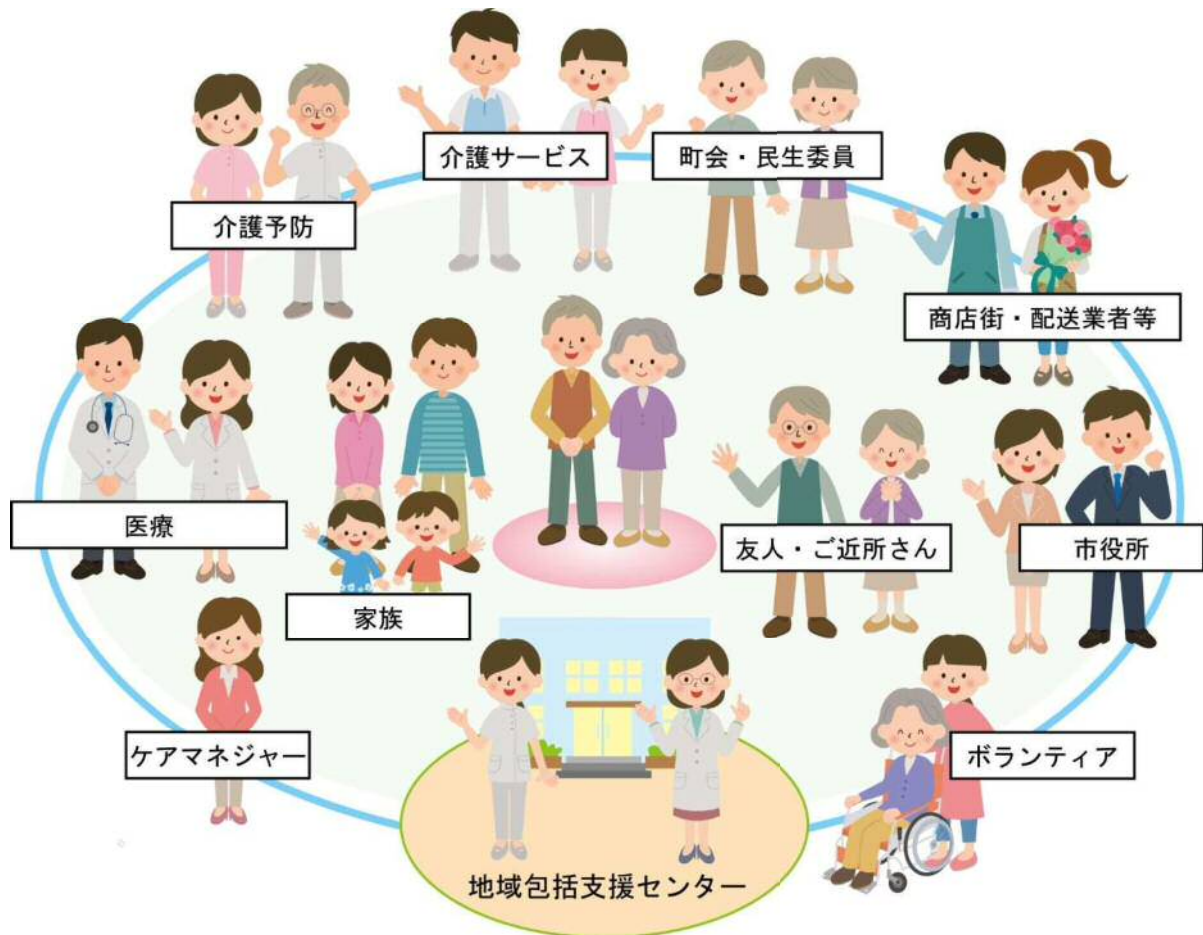 介護サービス
町会・民生委員
介護予防
商店街・配送業者等
医療
友人・ご近所さん
市役所
家族
ケアマネジャー
ボランティア
地域包括支援センター